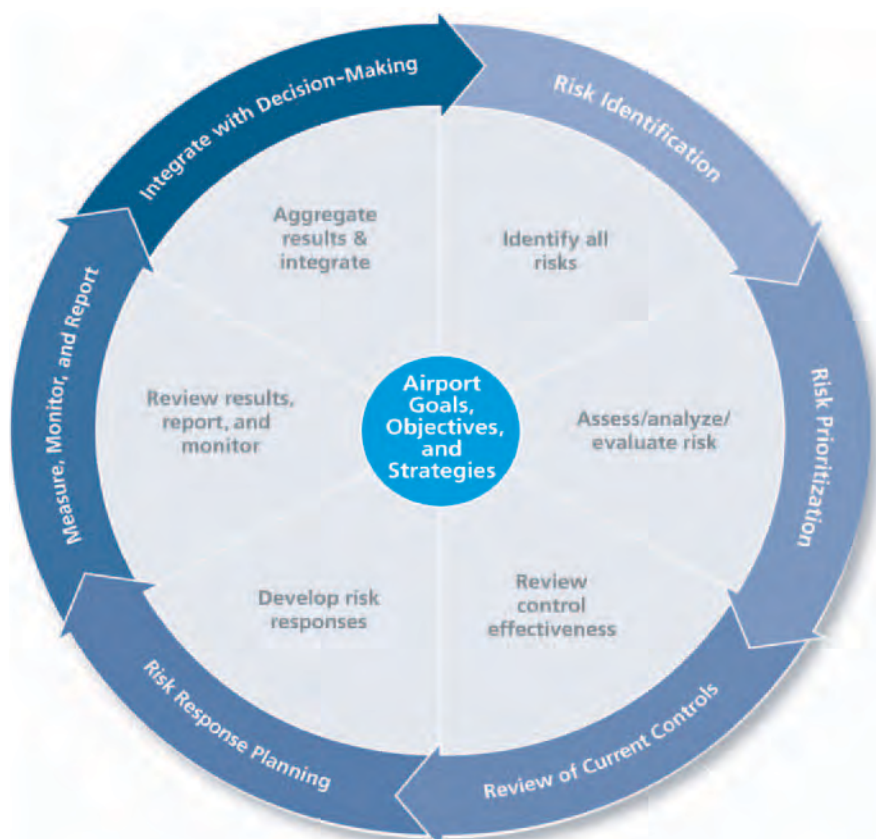 Integrate with Decision-Making
Risk Identification
Risk Prioritization
Review of Current Controls
Risk Response Planning
Measure, Monitor, and Report
Aggregate
results &
integrate
Identify all
risks
Assess/analyze/
evaluate risk
Review
control
effectiveness
Develop risk
responses
Review results,
report, and
monitor
Airport
Goals,
Objectives,
and
Strategies